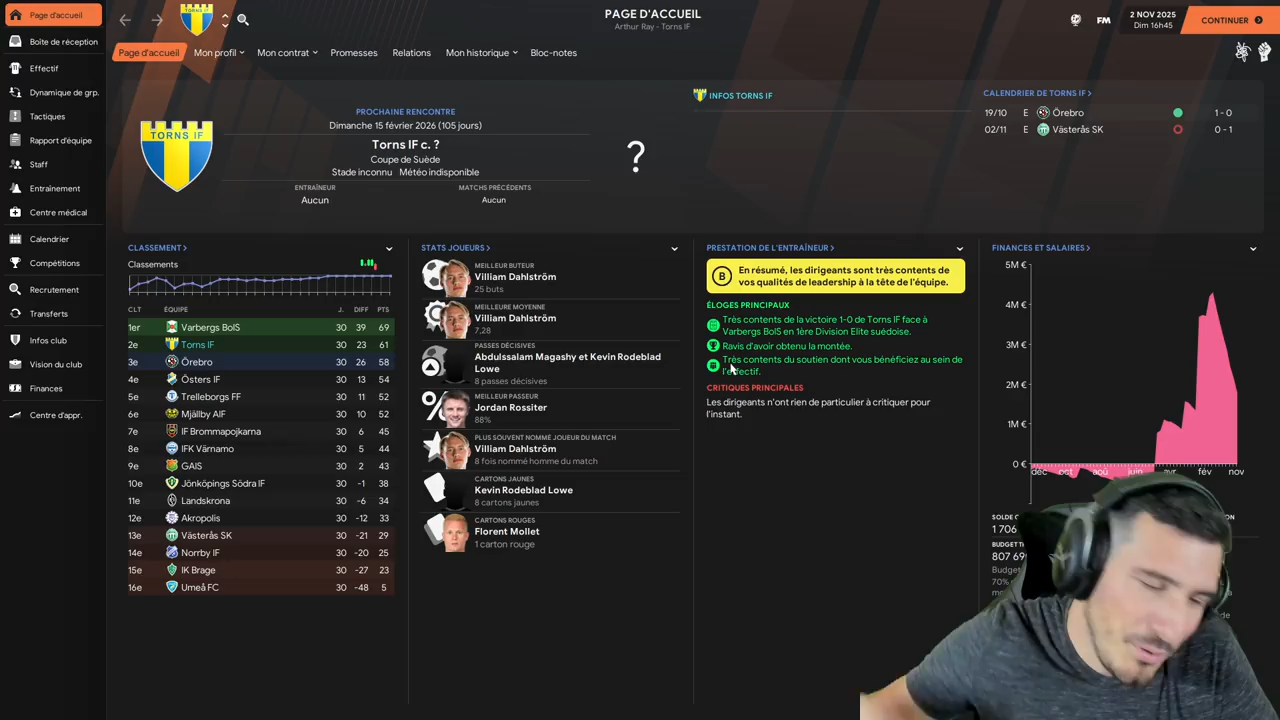 Page d'accueil
Boîte de réception
Effectif
Dynamique de grp.
Tactiques
Rapport d'équipe
Staff
Entraînement
Centre médical
Calendrier
Compétitions
Recrutement
Transferts
Infos club
Vision du club
Finances
Centre d'appr.
PAGE D'ACCUEIL
Arthur Ray - Torns IF
FM
2 NOV 2025
Dim 16h45
CONTINUER
Page d'accueil
Mon profil
Mon contrat
Promesses
Relations
Mon historique
Bloc-notes
TORNS IF
PROCHAINE RENCONTRE
Dimanche 15 février 2026 (105 jours)
Torns IF c. ?
Coupe de Suède
Stade inconnu Météo indisponible
ENTRAÎNEUR
Aucun
MATCHS PRÉCÉDENTS
Aucun
?
INFOS TORNS IF
CALENDRIER DE TORNS IF >
19/10 E Örebro 1 - 0
02/11 E Västerås SK 0 - 1
CLASSEMENT >
Classements
CLT ÉQUIPE J. DIFF PTS
1er Varbergs BoIS 30 39 69
2e Torns IF 30 23 61
3e Örebro 30 26 58
4e Östers IF 30 13 54
5e Trelleborgs FF 30 11 52
6e Mjällby AIF 30 10 52
7e IF Brommapojkarna 30 6 45
8e IFK Värnamo 30 5 44
9e GAIS 30 2 43
10e Jönköpings Södra IF 30 -1 38
11e Landskrona 30 -6 34
12e Akropolis 30 -12 33
13e Västerås SK 30 -21 29
14e Norrby IF 30 -20 25
15e IK Brage 30 -27 23
16e Umeå FC 30 -48 5
STATS JOUEURS >
MEILLEUR BUTEUR
Villiam Dahlström
25 buts
MEILLEURE MOYENNE
Villiam Dahlström
7,28
PASSES DÉCISIVES
Abdulssalam Magashy et Kevin Rodeblad
Lowe
8 passes décisives
MEILLEUR PASSEUR
Jordan Rossiter
88%
PLUS SOUVENT NOMMÉ JOUEUR DU MATCH
Villiam Dahlström
8 fois nommé homme du match
CARTONS JAUNES
Kevin Rodeblad Lowe
8 cartons jaunes
CARTONS ROUGES
Florent Mollet
1 carton rouge
PRESTATION DE L'ENTRAÎNEUR >
B
En résumé, les dirigeants sont très contents de
vos qualités de leadership à la tête de l'équipe.
ÉLOGES PRINCIPAUX
Très contents de la victoire 1-0 de Torns IF face à
Varbergs BoIS en 1ère Division Elite suédoise.
Ravis d'avoir obtenu la montée.
Très contents du soutien dont vous bénéficiez au sein de
l'effectif.
CRITIQUES PRINCIPALES
Les dirigeants n'ont rien de particulier à critiquer pour
l'instant.
FINANCES ET SALAIRES >
5M €
4M €
3M €
2M €
1M €
0 €
déc oct aoû juin avr fév nov
SOLDE
1 706
BUDGET
807 69
Budget
70%